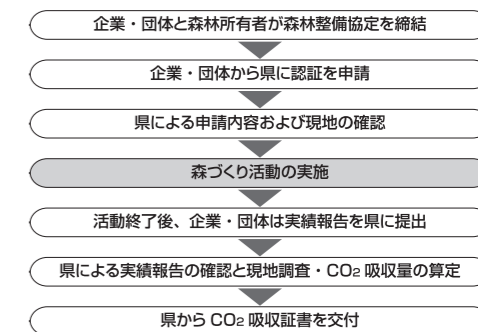 企業・団体と森林所有者が森林整備協定を締結
企業・団体から県に認証を申請
県による申請内容および現地の確認
森づくり活動の実施
活動終了後、企業・団体は実績報告を県に提出
県による実績報告の確認と現地調査・CO2 吸収量の算定
県から CO2 吸収証書を交付